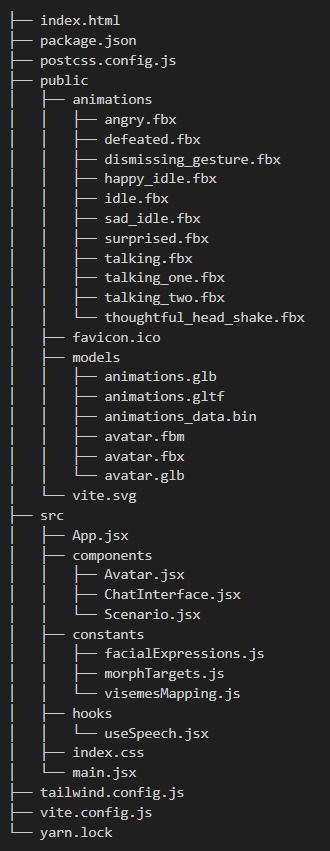 ├── index.html
├── package.json
├── postcss.config.js
├── public
│   ├── animations
│   │   ├── angry.fbx
│   │   ├── defeated.fbx
│   │   ├── dismissing_gesture.fbx
│   │   ├── happy_idle.fbx
│   │   ├── idle.fbx
│   │   ├── sad_idle.fbx
│   │   ├── surprised.fbx
│   │   ├── talking.fbx
│   │   ├── talking_one.fbx
│   │   ├── talking_two.fbx
│   │   └── thoughtful_head_shake.fbx
│   ├── favicon.ico
│   ├── models
│   │   ├── animations.glb
│   │   ├── animations.gltf
│   │   ├── animations_data.bin
│   │   ├── avatar.fbm
│   │   ├── avatar.fbx
│   │   └── avatar.glb
│   └── vite.svg
├── src
│   ├── App.jsx
│   ├── components
│   │   ├── Avatar.jsx
│   │   ├── ChatInterface.jsx
│   │   └── Scenario.jsx
│   ├── constants
│   │   ├── facialExpressions.js
│   │   ├── morphTargets.js
│   │   └── visemesMapping.js
│   ├── hooks
│   │   └── useSpeech.jsx
│   ├── index.css
│   └── main.jsx
├── tailwind.config.js
├── vite.config.js
└── yarn.lock